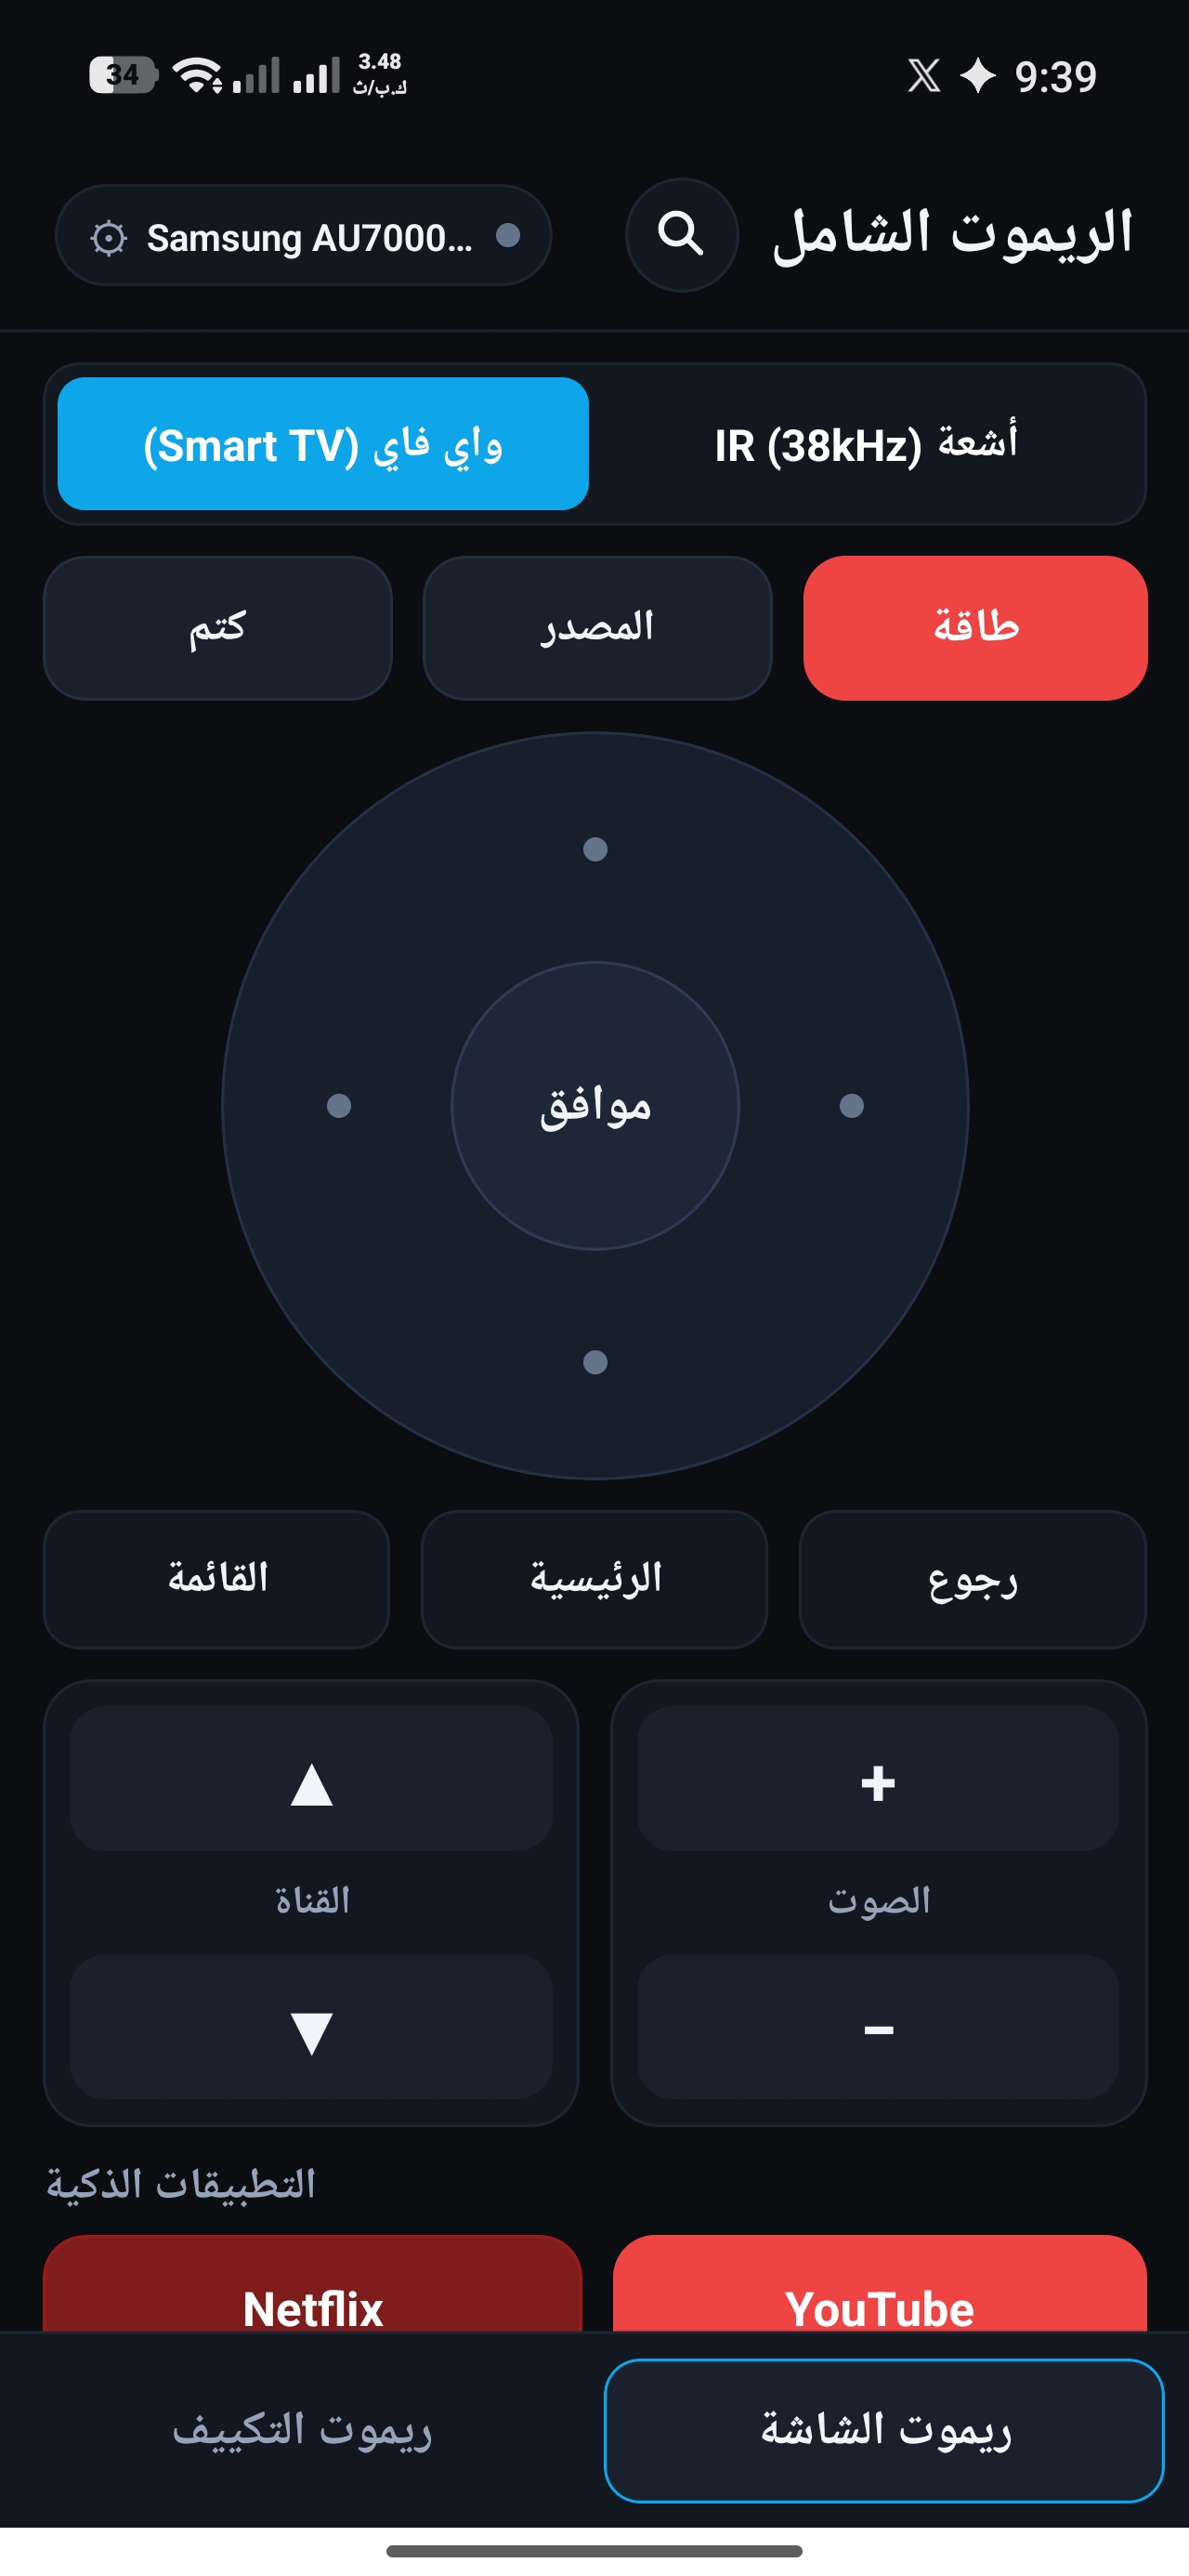 34
3.48
ك.ب/ث
9:39
الريموت الشامل
Samsung AU7000...
أشعة IR (38kHz)
واي فاي (Smart TV)
طاقة
المصدر
كتم
موافق
رجوع
الرئيسية
القائمة
+
▲
الصوت
القناة
−
▼
التطبيقات الذكية
YouTube
Netflix
ريموت الشاشة
ريموت التكييف